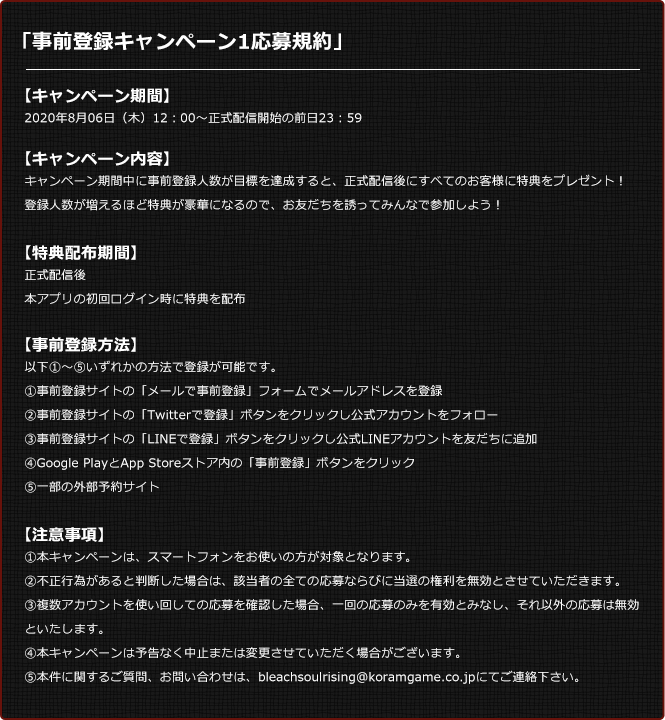 「事前登録キャンペーン1応募規約」
【キャンペーン期間】
2020年8月06日（木）12：00～正式配信開始の前日23：59
【キャンペーン内容】
キャンペーン期間中に事前登録人数が目標を達成すると、正式配信後にすべてのお客様に特典をプレゼント！
登録人数が増えるほど特典が豪華になるので、お友だちを誘ってみんなで参加しよう！
【特典配布期間】
正式配信後
本アプリの初回ログイン時に特典を配布
【事前登録方法】
以下①～⑤いずれかの方法で登録が可能です。
①事前登録サイトの「メールで事前登録」フォームでメールアドレスを登録
②事前登録サイトの「Twitterで登録」ボタンをクリックし公式アカウントをフォロー
③事前登録サイトの「LINEで登録」ボタンをクリックし公式LINEアカウントを友だちに追加
④Google PlayとApp Storeストア内の「事前登録」ボタンをクリック
⑤一部の外部予約サイト
【注意事項】
①本キャンペーンは、スマートフォンをお使いの方が対象となります。
②不正行為があると判断した場合は、該当者の全ての応募ならびに当選の権利を無効とさせていただきます。
③複数アカウントを使い回しての応募を確認した場合、一回の応募のみを有効とみなし、それ以外の応募は無効
といたします。
④本キャンペーンは予告なく中止または変更させていただく場合がございます。
⑤本件に関するご質問、お問い合わせは、bleachsoulrising@koramgame.co.jpにてご連絡下さい。